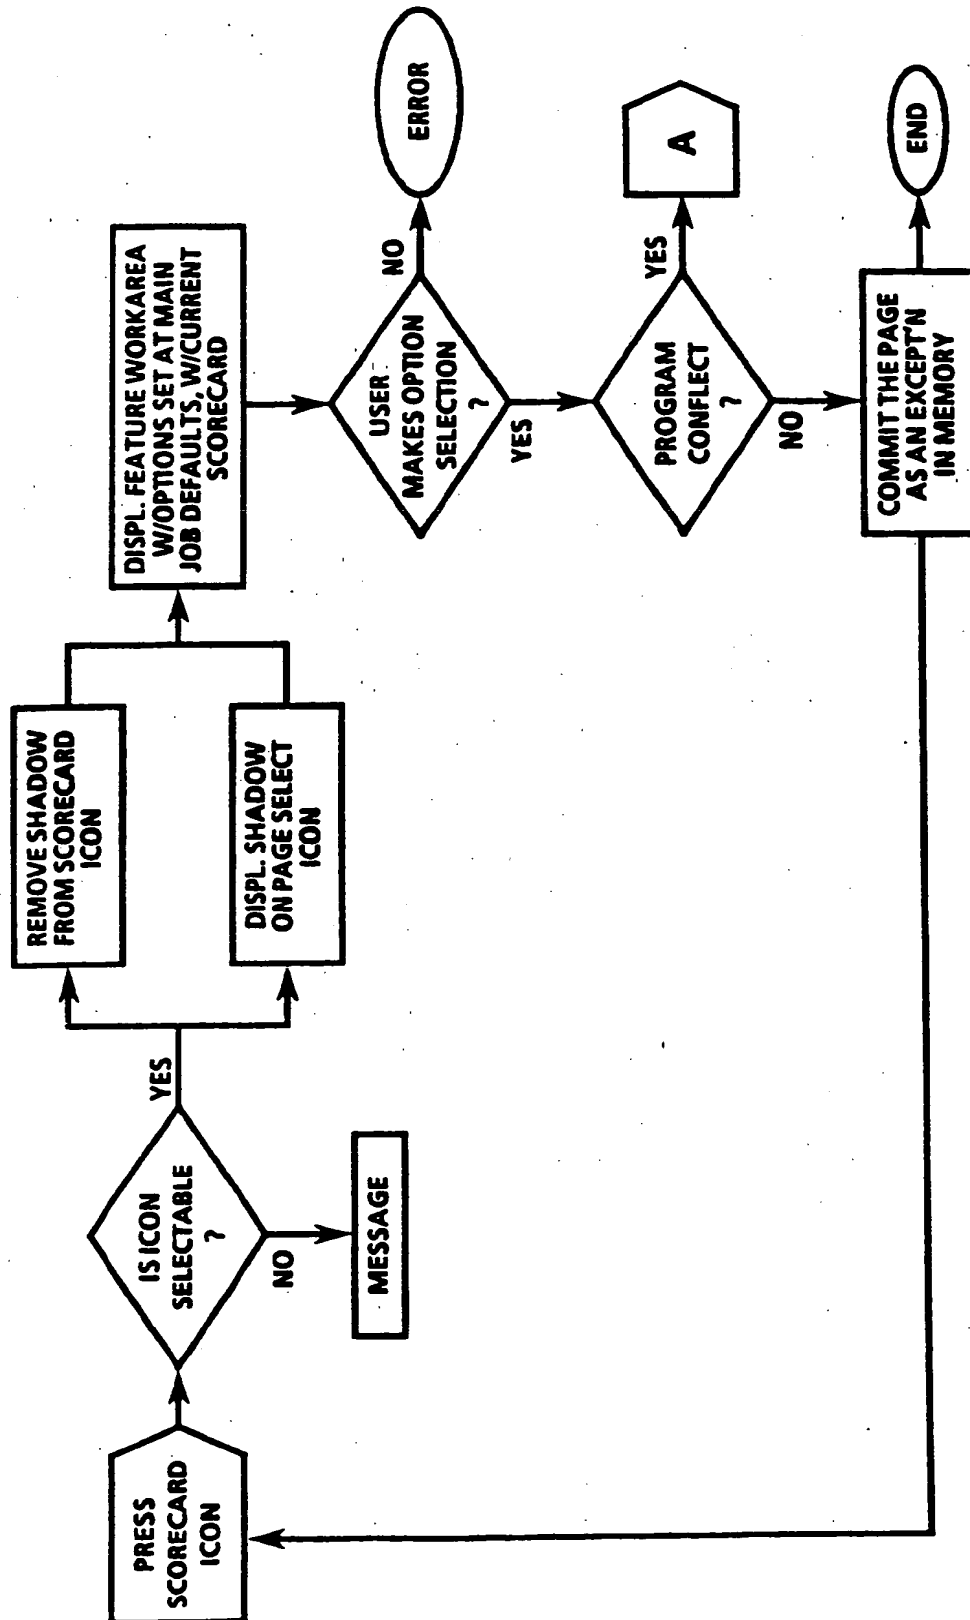 PRESS
SCORECARD
ICON
IS ICON
SELECTABLE
?
YES
NO
MESSAGE
REMOVE SHADOW
FROM SCORECARD
ICON
DISPL. SHADOW
ON PAGE SELECT
ICON
DISPL. FEATURE WORKAREA
W/OPTIONS SET AT MAIN
JOB DEFAULTS, W/CURRENT
SCORECARD
USER
MAKES OPTION
SELECTION
?
NO
ERROR
YES
PROGRAM
CONFLECT
?
YES
A
NO
COMMIT THE PAGE
AS AN EXCEPT'N
IN MEMORY
END